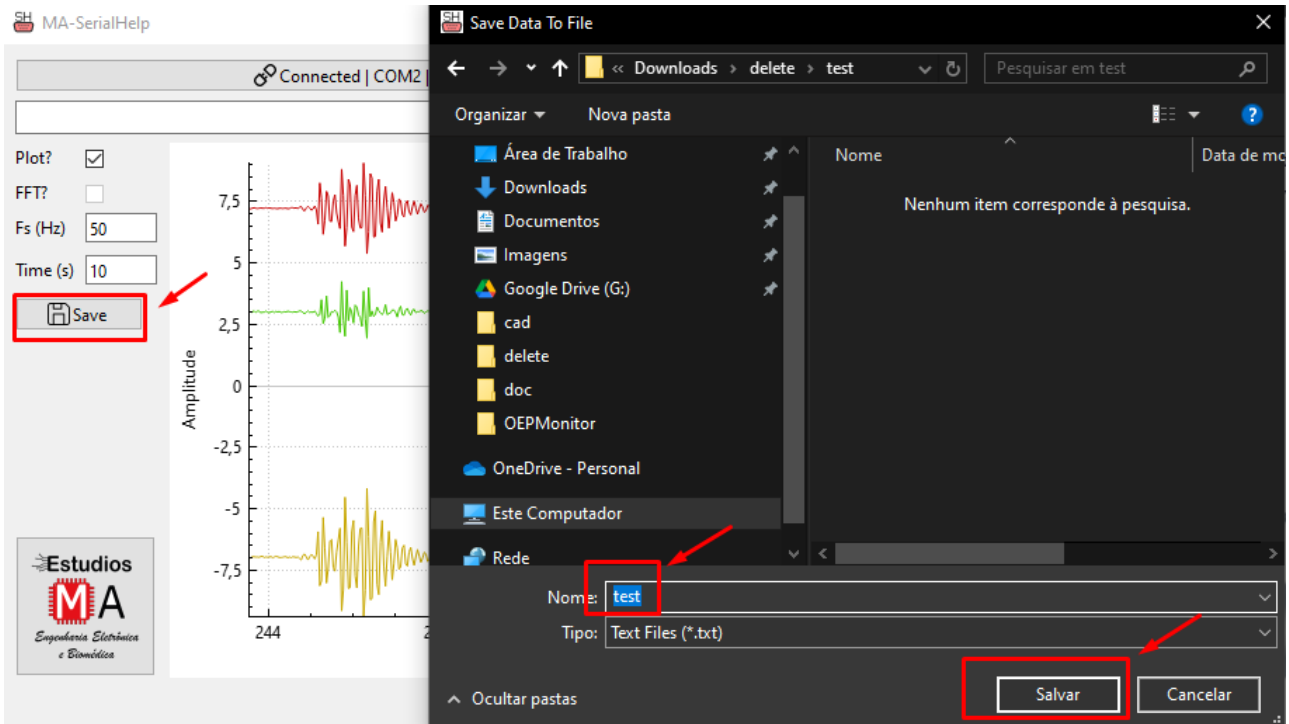 SH MA-SerialHelp
Connected | COM2 |
Plot?
FFT?
Fs (Hz) 50
Time (s) 10
Save
7,5
5
2,5
0
-2,5
-5
-7,5
Amplitude
244
2
Estudios
MA
Engenharia Eletrônica
e Biomédica
SH Save Data To File
« Downloads › delete › test
Pesquisar em test
Organizar
Nova pasta
?
Área de Trabalho
Downloads
Documentos
Imagens
Google Drive (G:)
cad
delete
doc
OEPMonitor
OneDrive - Personal
Este Computador
Rede
Nome
Data de mc
Nenhum item corresponde à pesquisa.
Nome: test
Tipo: Text Files (*.txt)
Ocultar pastas
Salvar
Cancelar